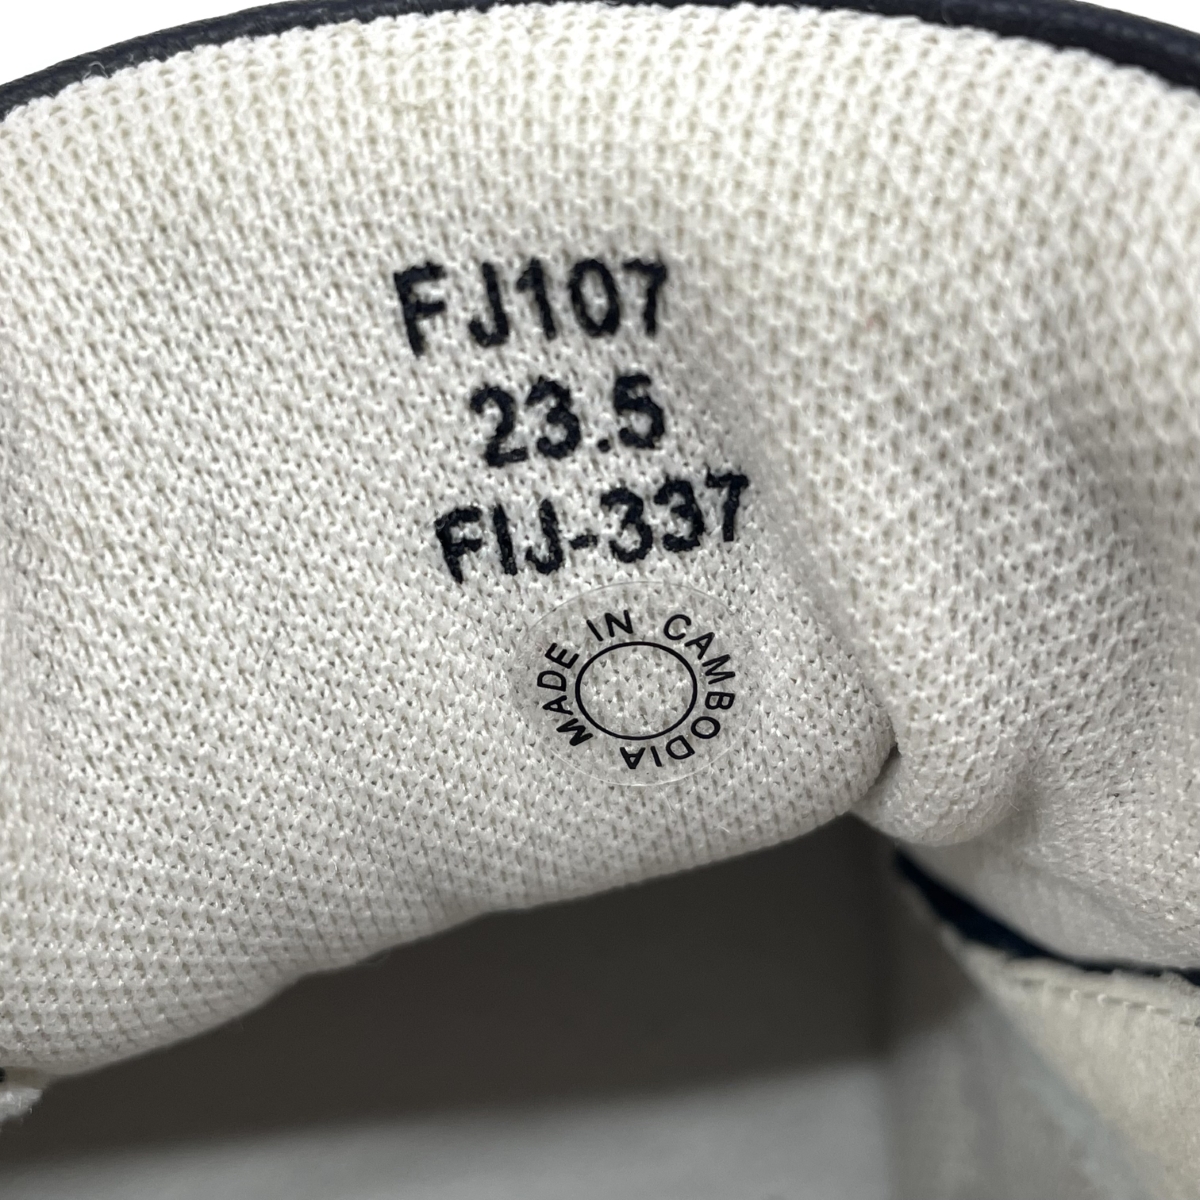 FJ107
23.5
FIJ-337
MADE IN CAMBODIA